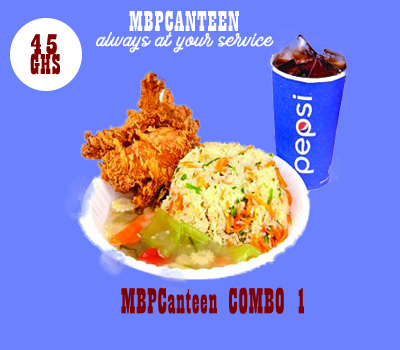 MBPCANTEEN
always at your service
45
GHS
pepsi
MBPCanteen COMBO 1